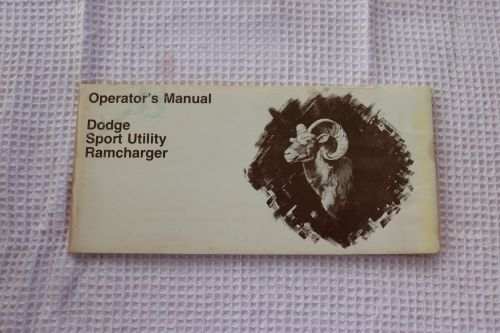 Operator's Manual
Dodge
Sport Utility
Ramcharger